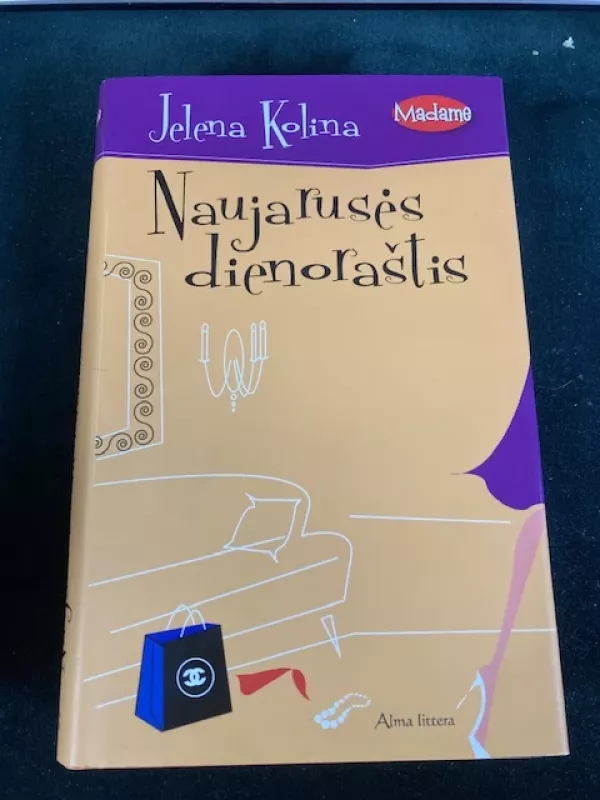 Jelena Kolina
Madame
Naujarusės
dienoraštis
Alma littera